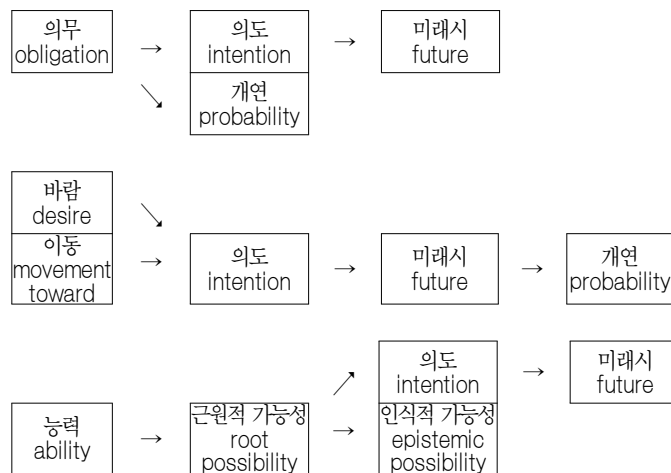 의무
obligation
→
의도
intention
→
미래시
future
↘
개연
probability
바람
desire
↘
이동
movement
toward
→
의도
intention
→
미래시
future
→
개연
probability
능력
ability
→
근원적 가능성
root
possibility
↗
의도
intention
→
미래시
future
→
인식적 가능성
epistemic
possibility